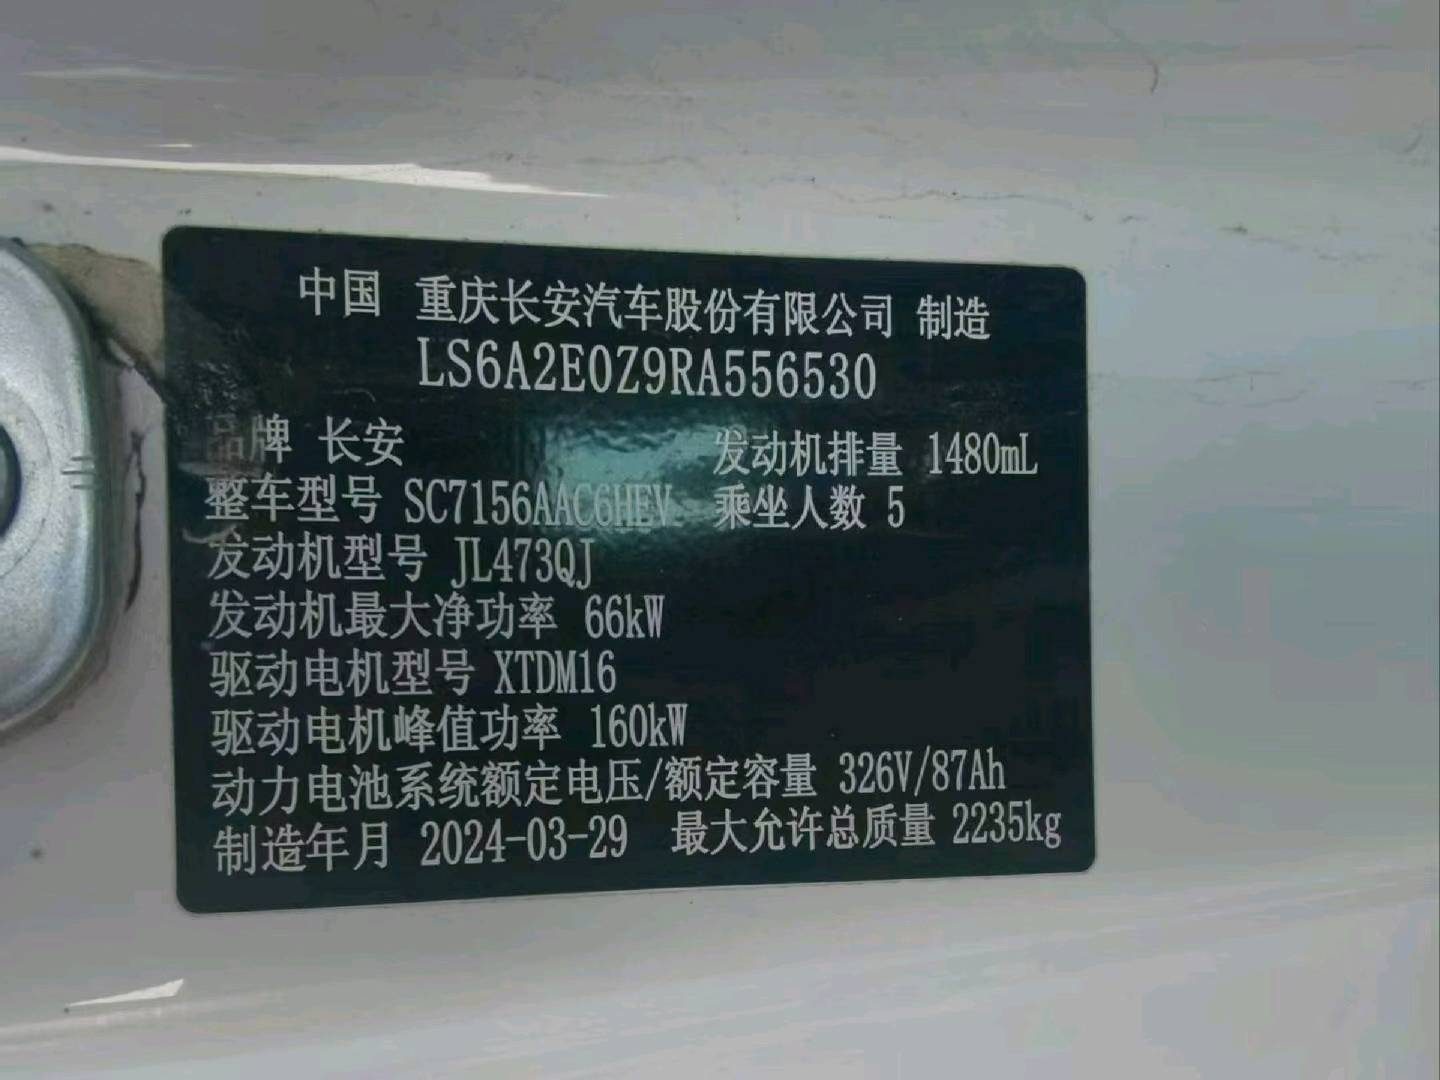 中国 重庆长安汽车股份有限公司 制造
LS6A2E0Z9RA556530
品牌 长安 发动机排量 1480mL
整车型号 SC7156AAC6HEV 乘坐人数 5
发动机型号 JL473QJ
发动机最大净功率 66kW
驱动电机型号 XTDM16
驱动电机峰值功率 160kW
动力电池系统额定电压/额定容量 326V/87Ah
制造年月 2024-03-29 最大允许总质量 2235kg